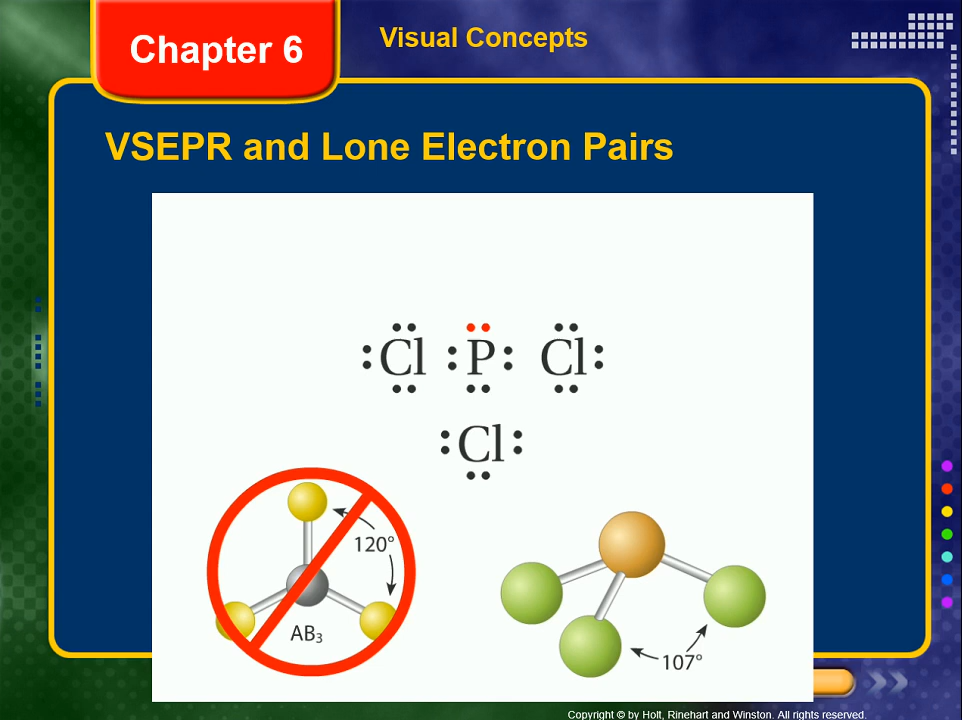 Chapter 6
Visual Concepts
VSEPR and Lone Electron Pairs
:Cl :P: Cl:
:Cl:
120°
AB₃
107°
Copyright © by Holt, Rinehart and Winston. All rights reserved.